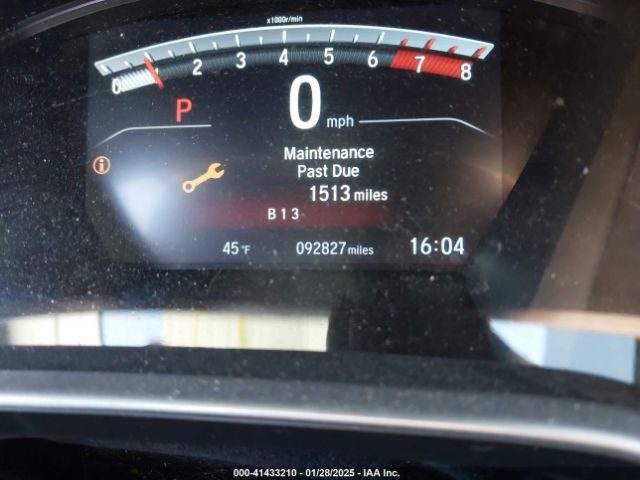 x1000r/min
0 1 2 3 4 5 6 7 8
P 0 mph
Maintenance
Past Due
1513 miles
B 1 3
45°F 092827 miles 16:04
000-41433210 - 01/28/2025 - IAA Inc.